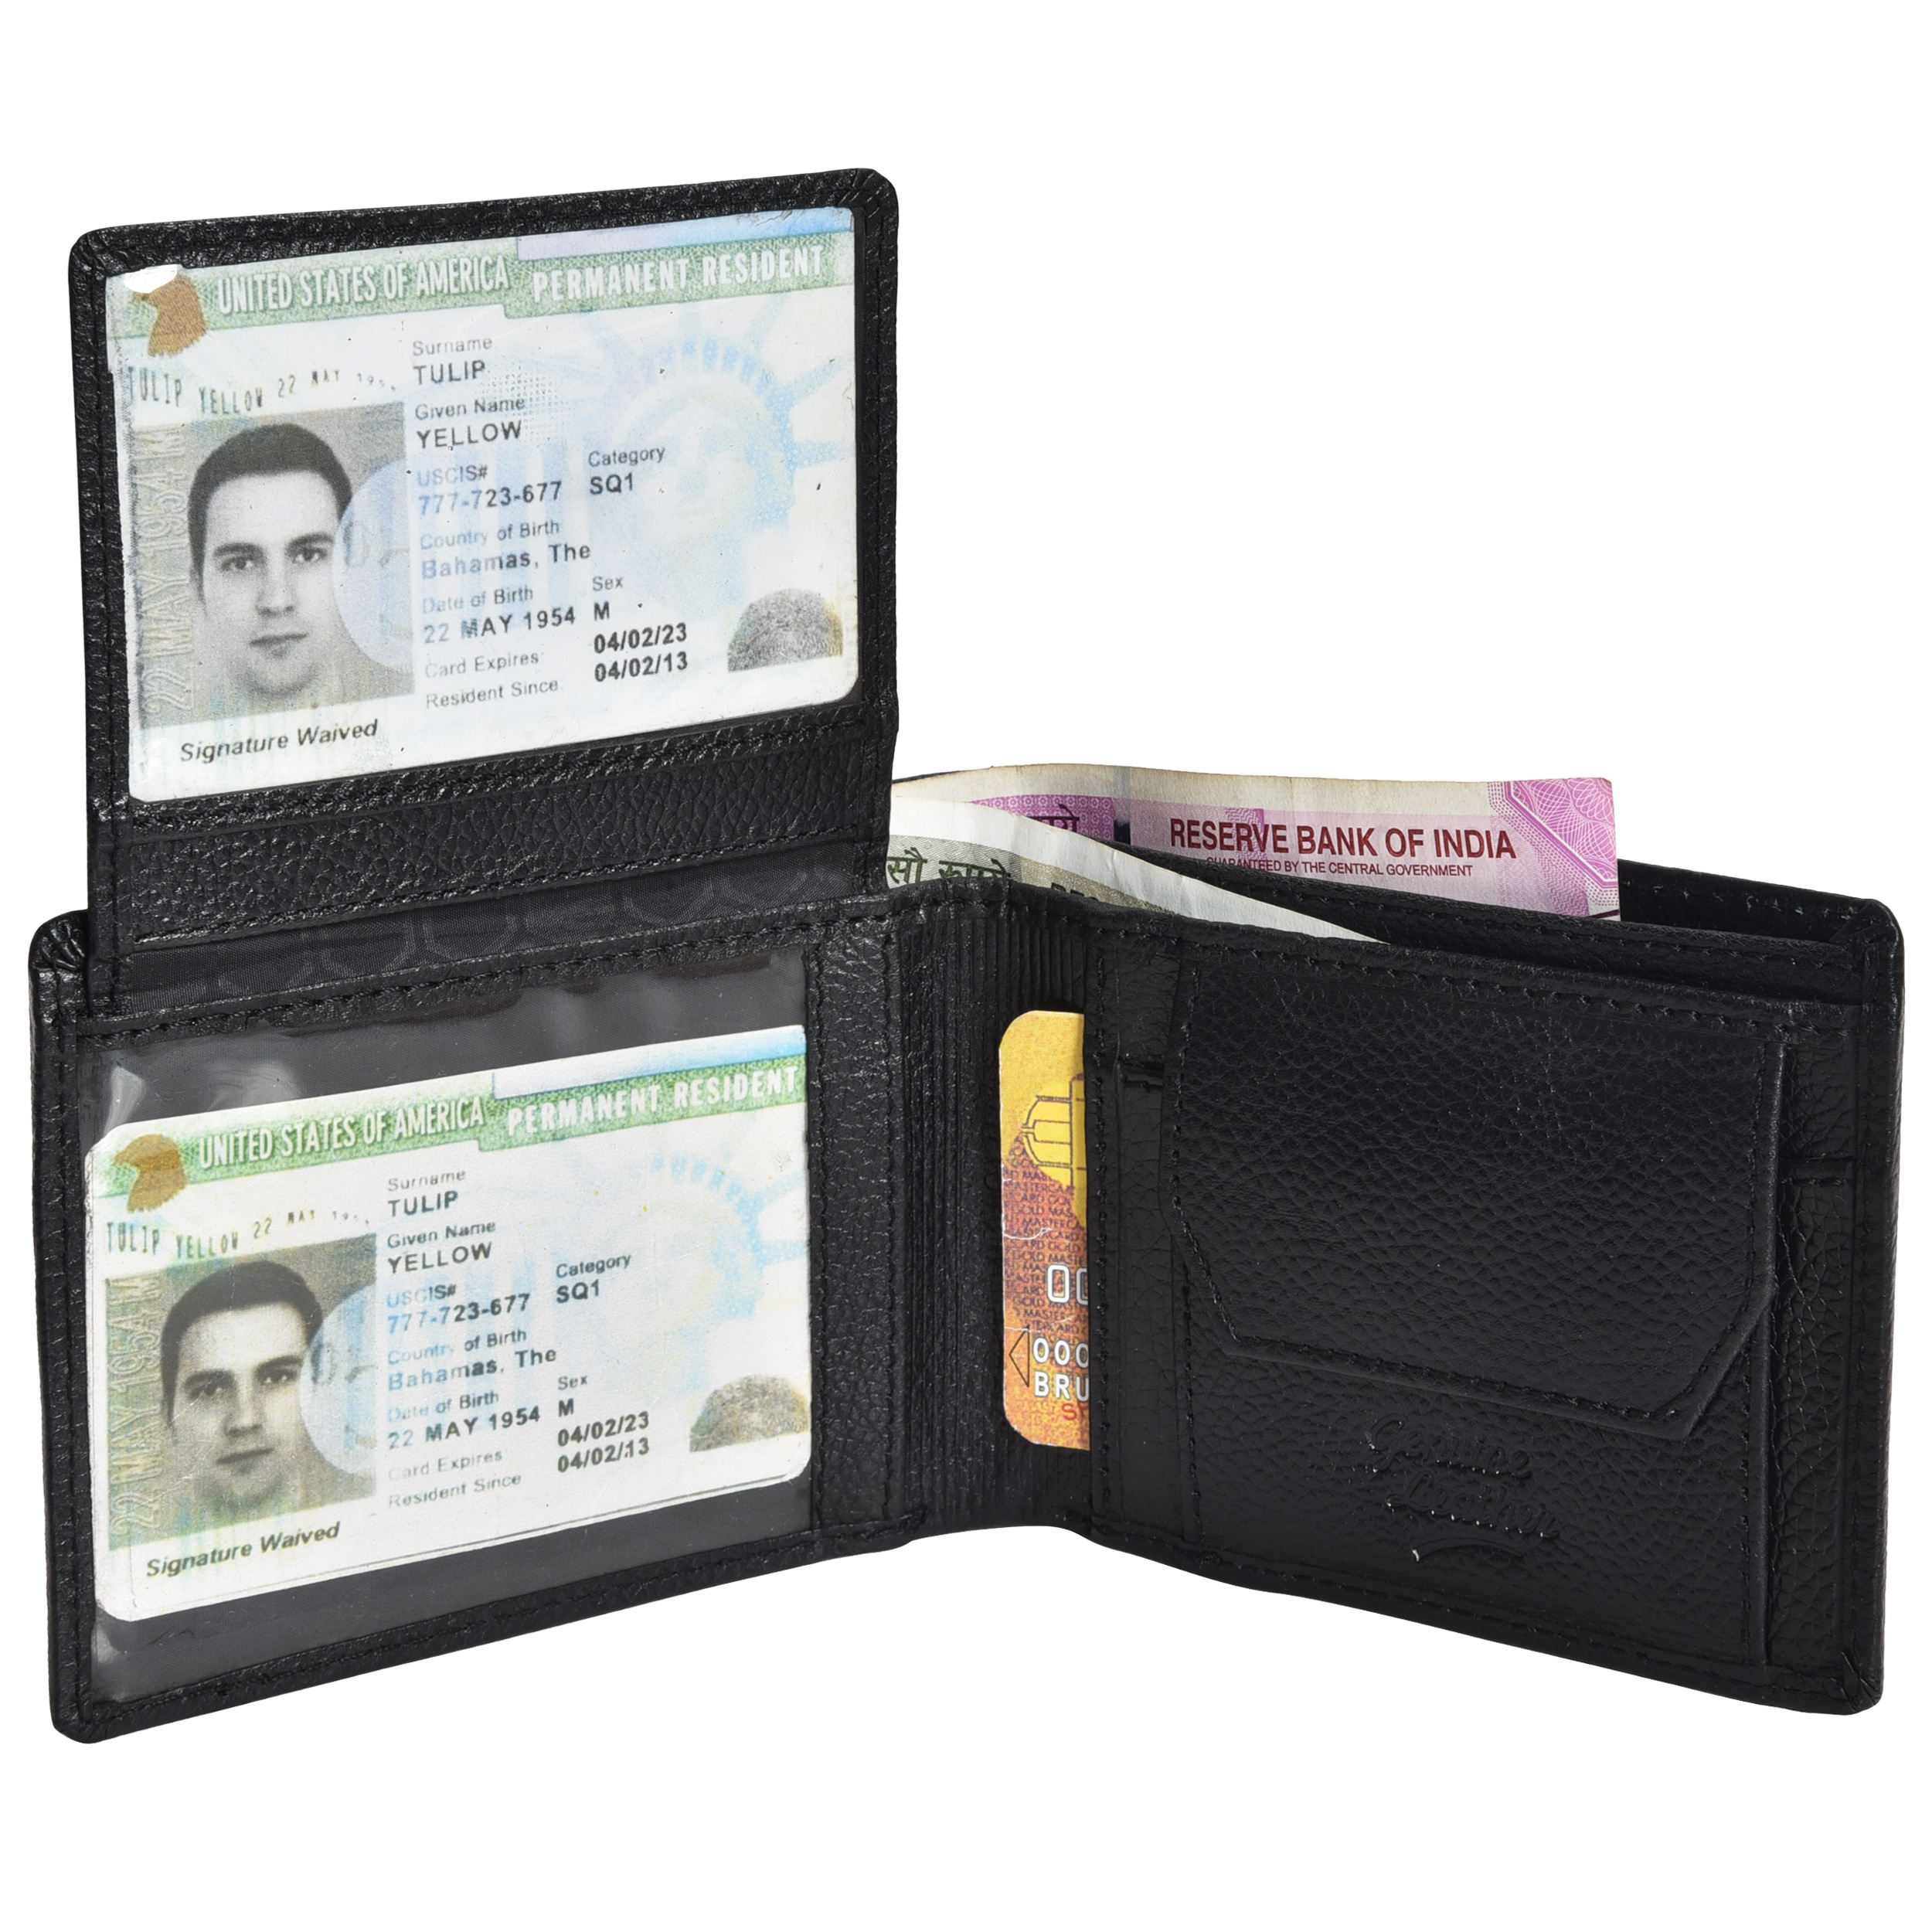 UNITED STATES OF AMERICA PERMANENT RESIDENT
TULIP YELLOW 22 MAY
Surname
TULIP
Given Name
YELLOW
USCIS# Category
777-723-677 SQ1
Country of Birth
Bahamas, The
Date of Birth Sex
22 MAY 1954 M
Card Expires: 04/02/23
Resident Since: 04/02/13
22 MAY 1954 M
Signature Waived
RESERVE BANK OF INDIA
GUARANTEED BY THE CENTRAL GOVERNMENT
सौ रूपये
UNITED STATES OF AMERICA PERMANENT RESIDENT
TULIP YELLOW 22 MAY
Surname
TULIP
Given Name
YELLOW
USCIS# Category
777-723-677 SQ1
Country of Birth
Bahamas, The
Date of Birth Sex
22 MAY 1954 M
Card Expires 04/02/23
Resident Since 04/02/13
22 MAY 1954 M
Signature Waived
000
BRU
Genuine
Leather